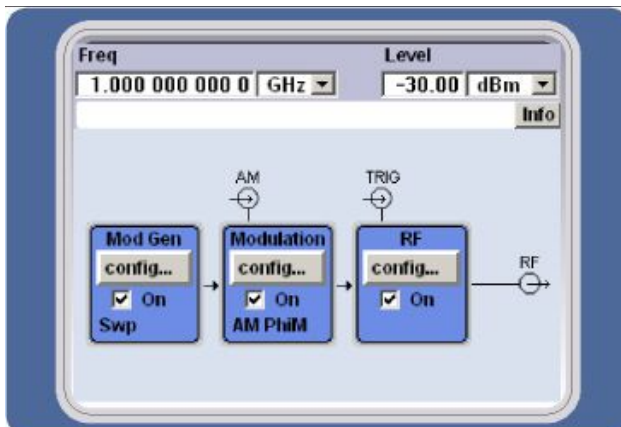 Freq Level
1.000 000 000 0 GHz -30.00 dBm
Info
AM TRIG
Mod Gen Modulation RF
config... config... config... RF
On On On
Swp AM PhiM